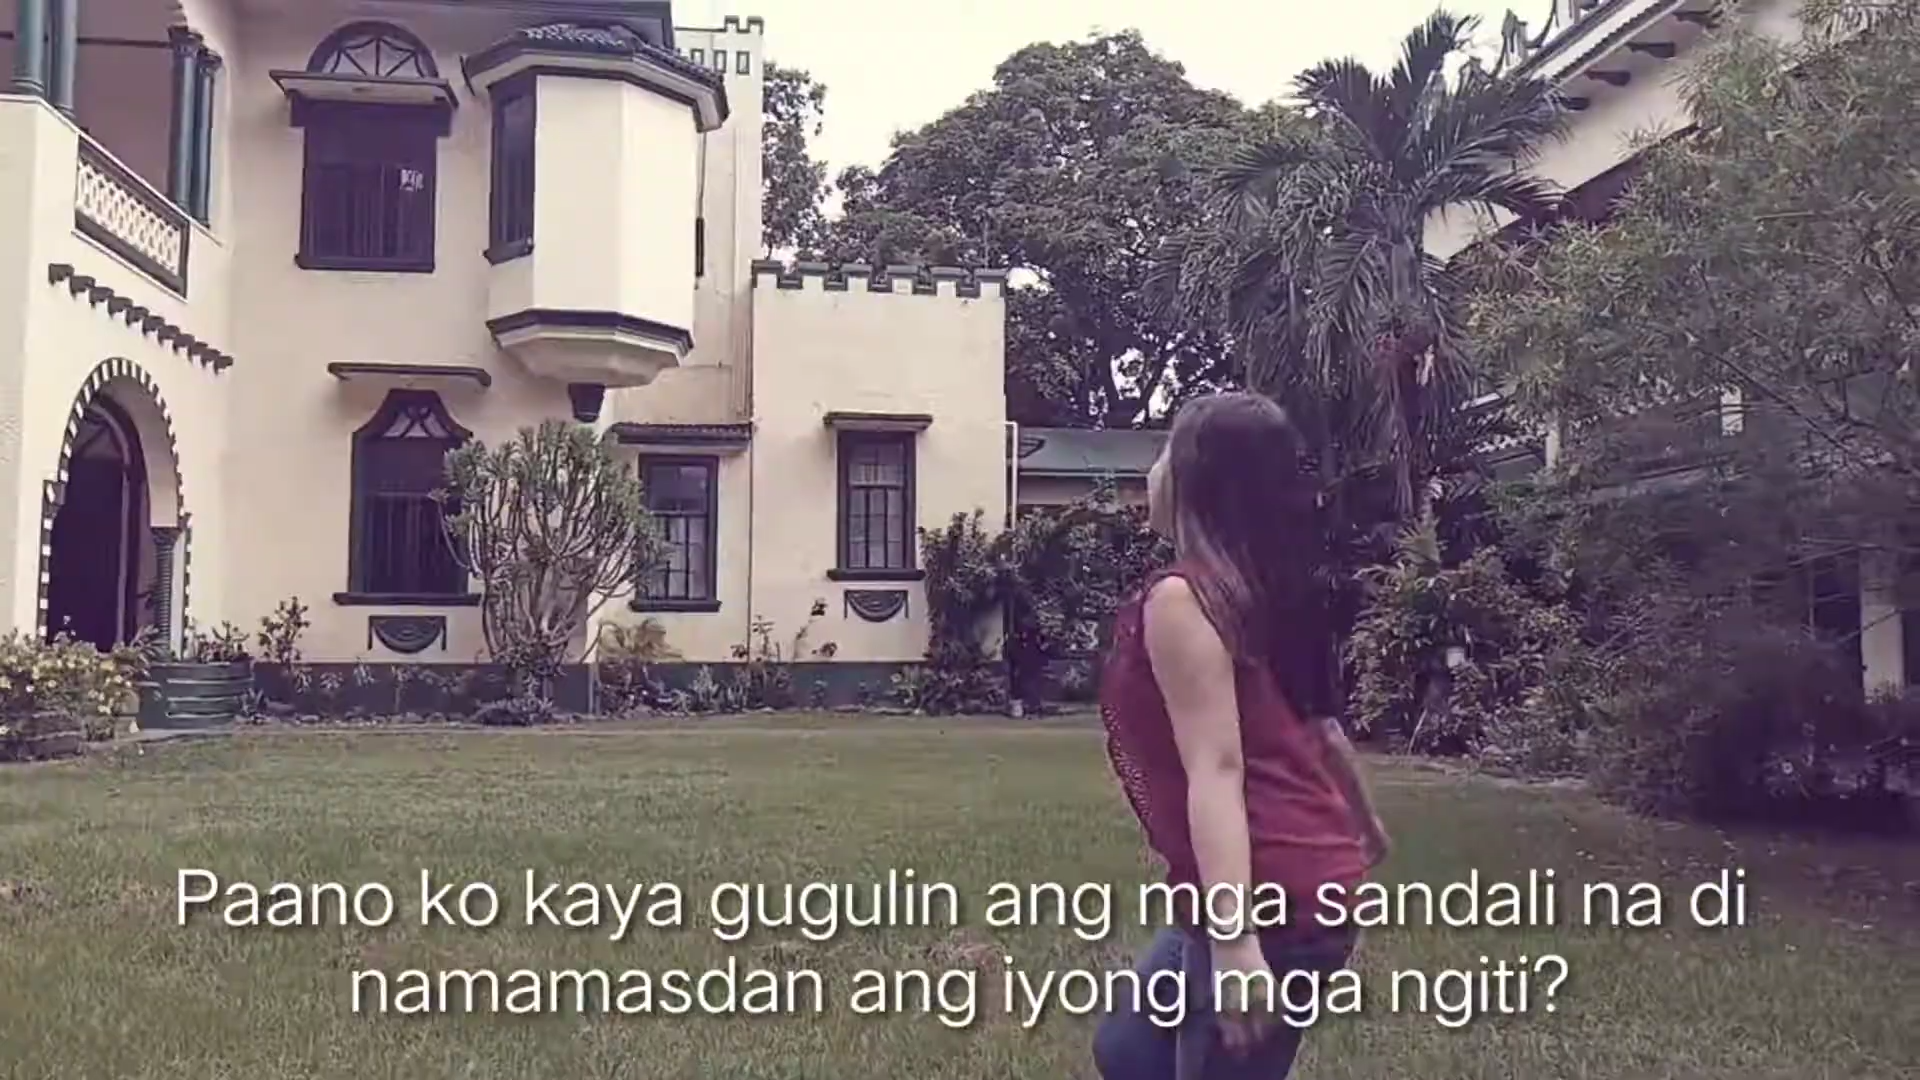 Paano ko kaya gugulin ang mga sandali na di
namamasdan ang iyong mga ngiti?